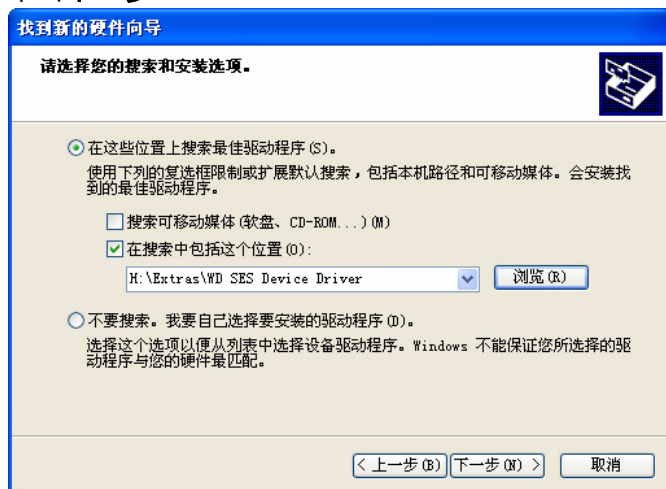 找到新的硬件向导
请选择您的搜索和安装选项。
在这些位置上搜索最佳驱动程序(S)。
使用下列的复选框限制或扩展默认搜索，包括本机路径和可移动媒体。会安装找
到的最佳驱动程序。
搜索可移动媒体(软盘、CD-ROM...)(M)
在搜索中包括这个位置(O):
H:\Extras\WD SES Device Driver
浏览(R)
不要搜索。我要自己选择要安装的驱动程序(D)。
选择这个选项以便从列表中选择设备驱动程序。Windows 不能保证您所选择的驱
动程序与您的硬件最匹配。
< 上一步(B) 下一步(N) > 取消